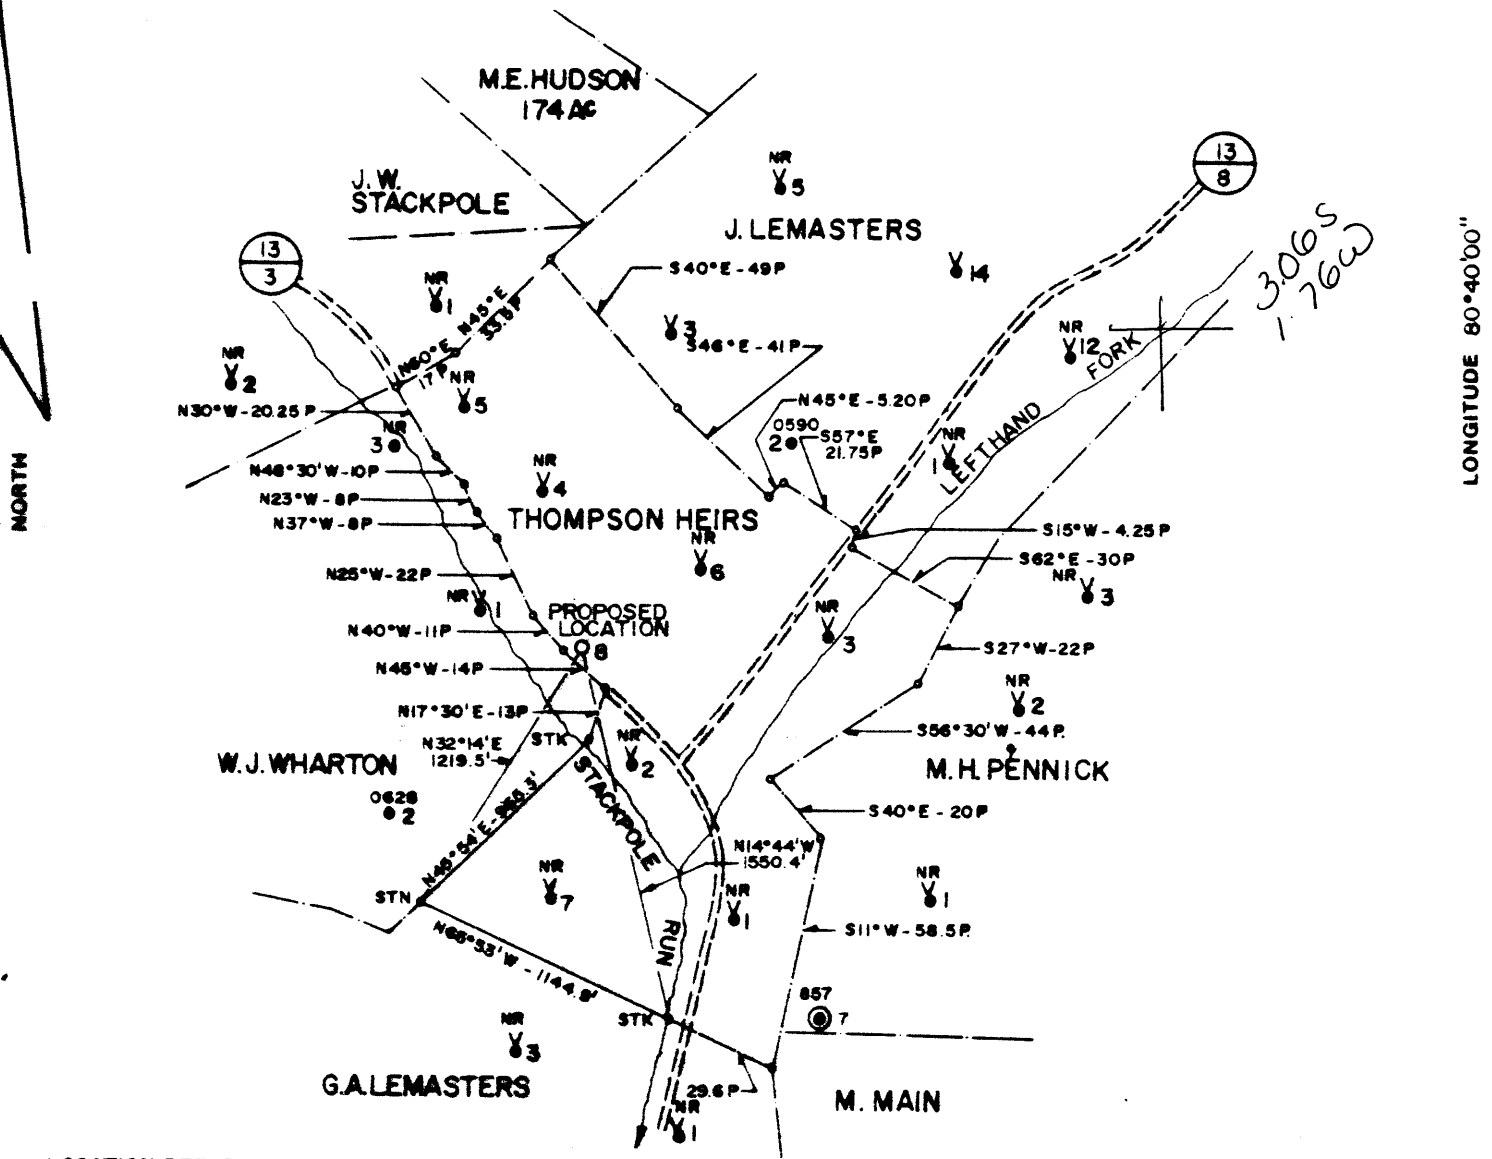 M.E. HUDSON
174 AC
J. W.
STACKPOLE
NR
5
J. LEMASTERS
13
8
13
3
3.06 S
1.76 W
LONGITUDE 80°40'00"
NORTH
S40°E-49P
14
NR
1
N45°E
33.8P
3
S46°E-41P
NR
12
FORK
LEFTHAND
NR
2
N60°E
17P
NR
5
N30°W-20.25P
NR
3
N45°E-5.20P
0590
2
S57°E
21.75P
NR
1
N48°30'W-10P
NR
4
N23°W-8P
N37°W-8P
THOMPSON HEIRS
NR
6
S15°W-4.25P
S62°E-30P
N25°W-22P
NR
3
NR
1
PROPOSED
LOCATION
8
NR
3
N40°W-11P
S27°W-22P
N45°W-14P
NR
2
N17°30'E-13P
STK
N32°14'E
1219.5'
NR
2
S56°30'W-44P.
W.J. WHARTON
M.H. PENNICK
0628
2
STACKPOLE
RUN
S40°E-20P
N14°44'W
1550.4'
STN
NR
7
NR
1
NR
1
S11°W-58.5P.
STK
857
7
NR
3
G.A. LEMASTERS
29.6P
NR
1
M. MAIN